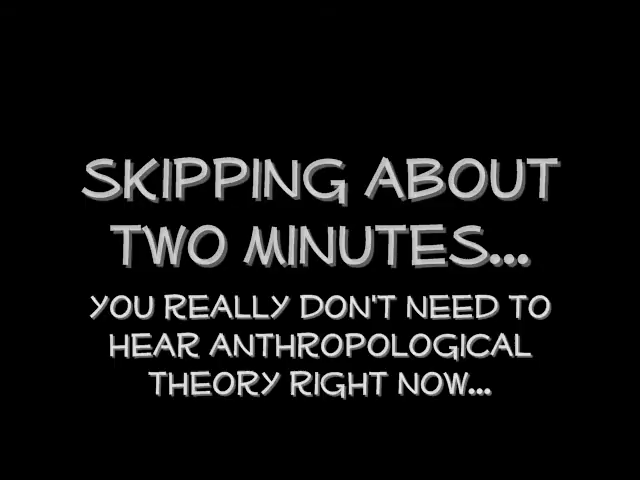 SKIPPING ABOUT
TWO MINUTES...
YOU REALLY DON'T NEED TO
HEAR ANTHROPOLOGICAL
THEORY RIGHT NOW...